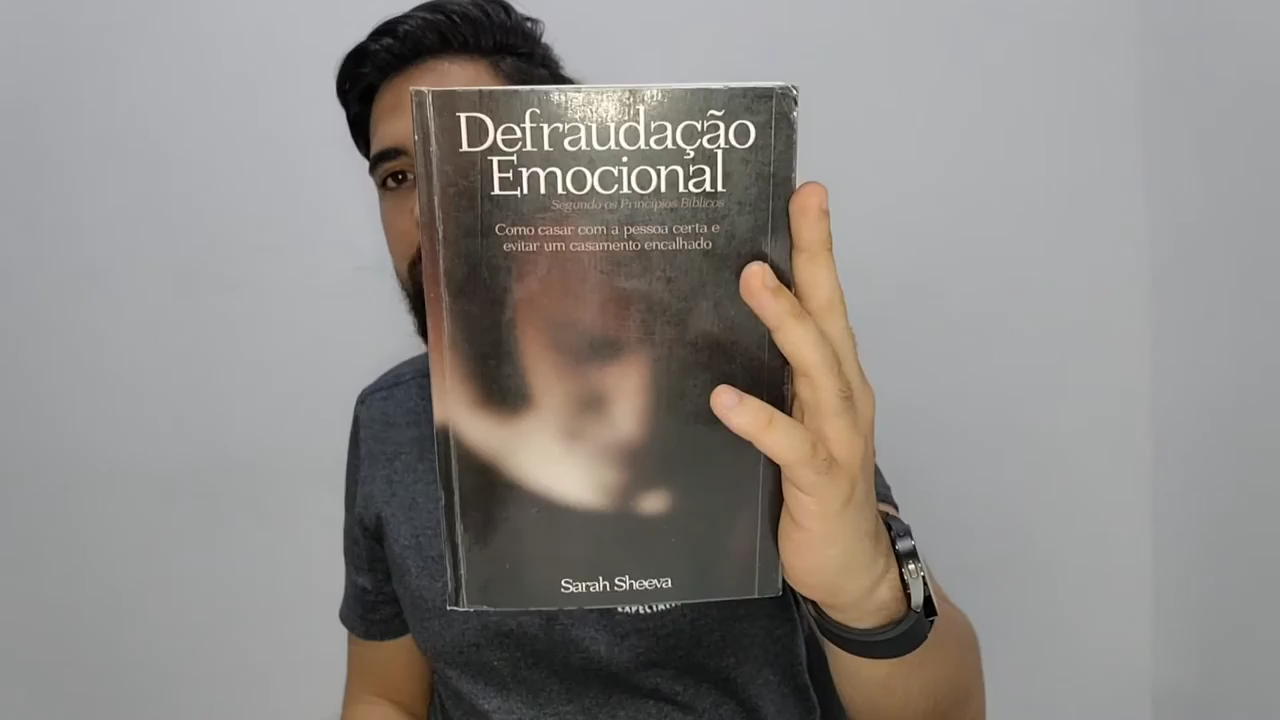 Defraudação
Emocional
Segundo os Princípios Bíblicos
Como casar com a pessoa certa e
evitar um casamento encalhado
Sarah Sheeva